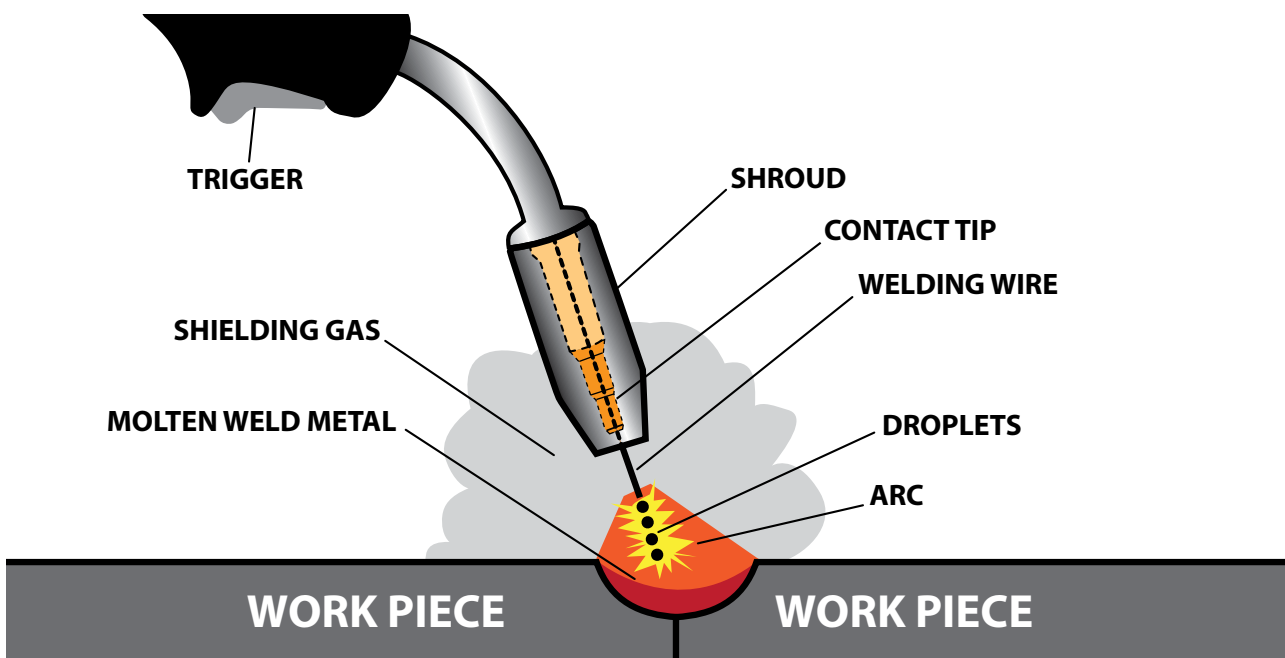 TRIGGER
SHROUD
CONTACT TIP
WELDING WIRE
SHIELDING GAS
MOLTEN WELD METAL
DROPLETS
ARC
WORK PIECE
WORK PIECE